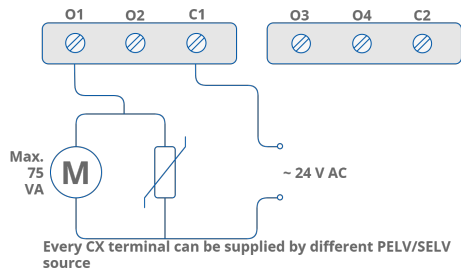 O1 O2 C1 O3 O4 C2
Max.
75
VA
M
~ 24 V AC
Every CX terminal can be supplied by different PELV/SELV
source